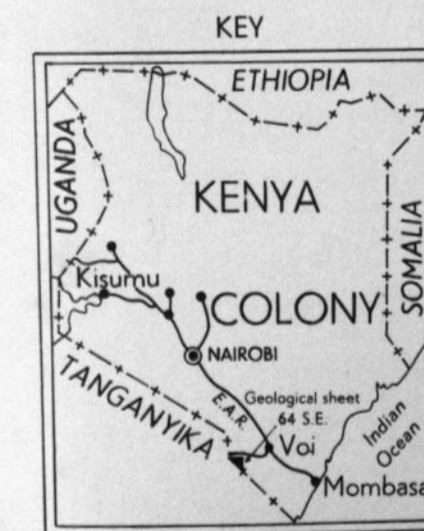 KEY
ETHIOPIA
UGANDA
KENYA
SOMALIA
Kisumu
COLONY
NAIROBI
TANGANYIKA
E.A.R.
Geological sheet
64 S.E.
Indian
Ocean
Voi
Mombasa